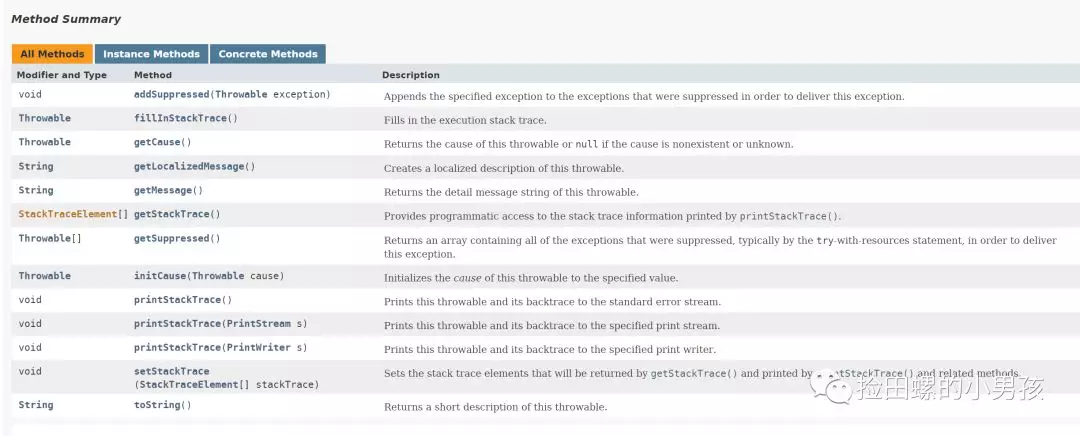 Method Summary
All Methods Instance Methods Concrete Methods
Modifier and Type Method Description
void addSuppressed(Throwable exception) Appends the specified exception to the exceptions that were suppressed in order to deliver this exception.
Throwable fillInStackTrace() Fills in the execution stack trace.
Throwable getCause() Returns the cause of this throwable or null if the cause is nonexistent or unknown.
String getLocalizedMessage() Creates a localized description of this throwable.
String getMessage() Returns the detail message string of this throwable.
StackTraceElement[] getStackTrace() Provides programmatic access to the stack trace information printed by printStackTrace().
Throwable[] getSuppressed() Returns an array containing all of the exceptions that were suppressed, typically by the try-with-resources statement, in order to deliver
this exception.
Throwable initCause(Throwable cause) Initializes the cause of this throwable to the specified value.
void printStackTrace() Prints this throwable and its backtrace to the standard error stream.
void printStackTrace(PrintStream s) Prints this throwable and its backtrace to the specified print stream.
void printStackTrace(PrintWriter s) Prints this throwable and its backtrace to the specified print writer.
void setStackTrace Sets the stack trace elements that will be returned by getStackTrace() and printed by tStackTrace() and related methods.
(StackTraceElement[] stackTrace)
捡田螺的小男孩
String toString() Returns a short description of this throwable.